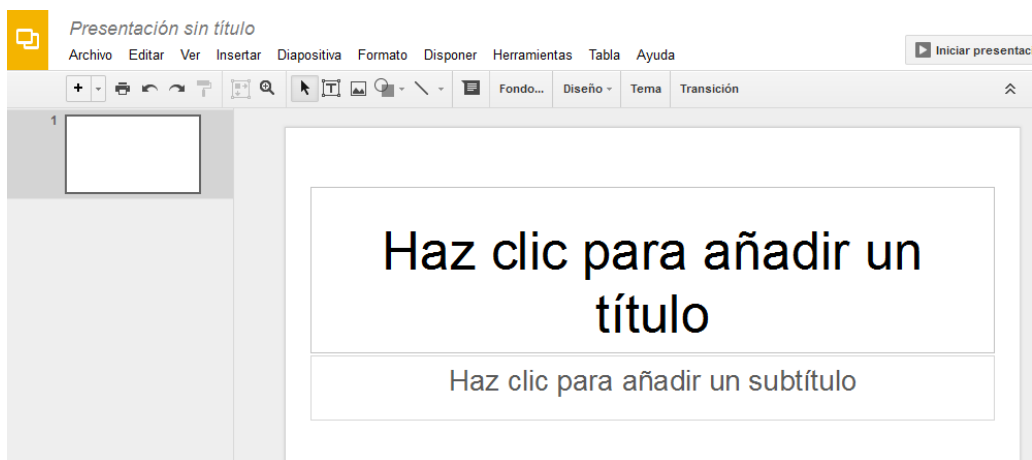 Presentación sin título
Archivo Editar Ver Insertar Diapositiva Formato Disponer Herramientas Tabla Ayuda
Iniciar presentac
Fondo... Diseño Tema Transición
1
Haz clic para añadir un
título
Haz clic para añadir un subtítulo